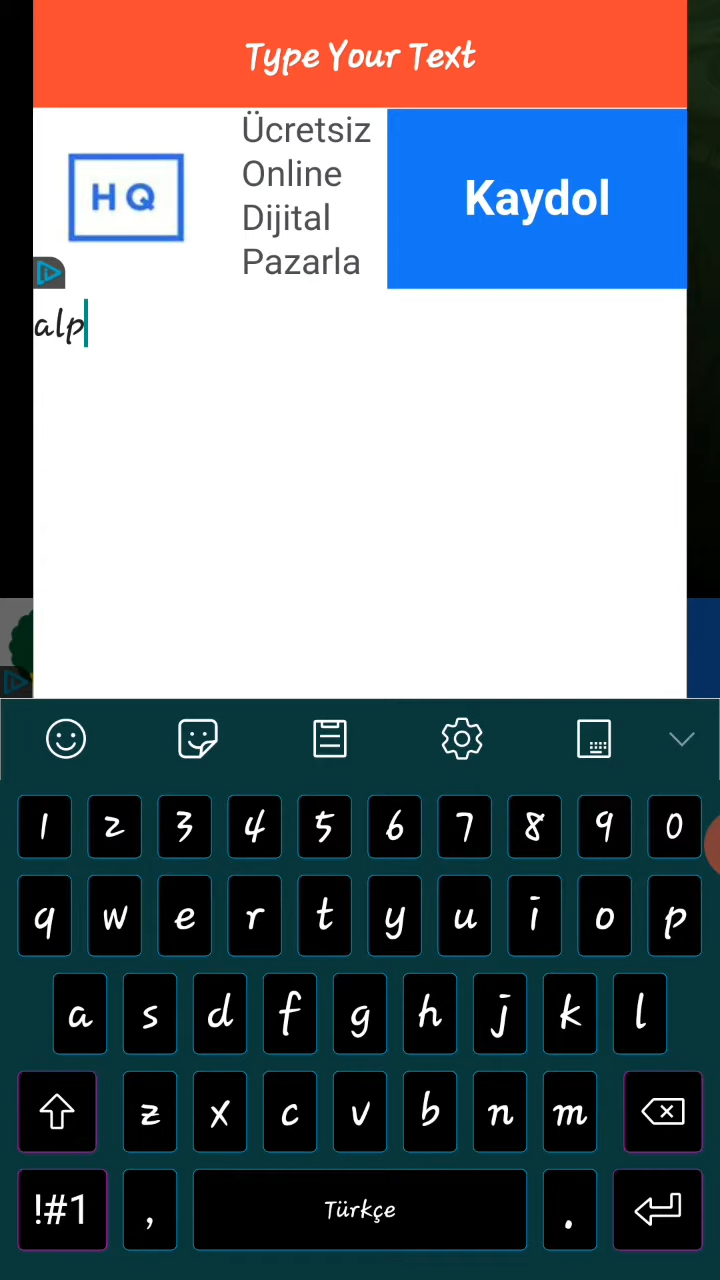 Type Your Text
HQ
Ücretsiz
Online
Dijital
Pazarla
Kaydol
alp
1 2 3 4 5 6 7 8 9 0
q w e r t y u i o p
a s d f g h j k l
z x c v b n m
!#1 , Türkçe .